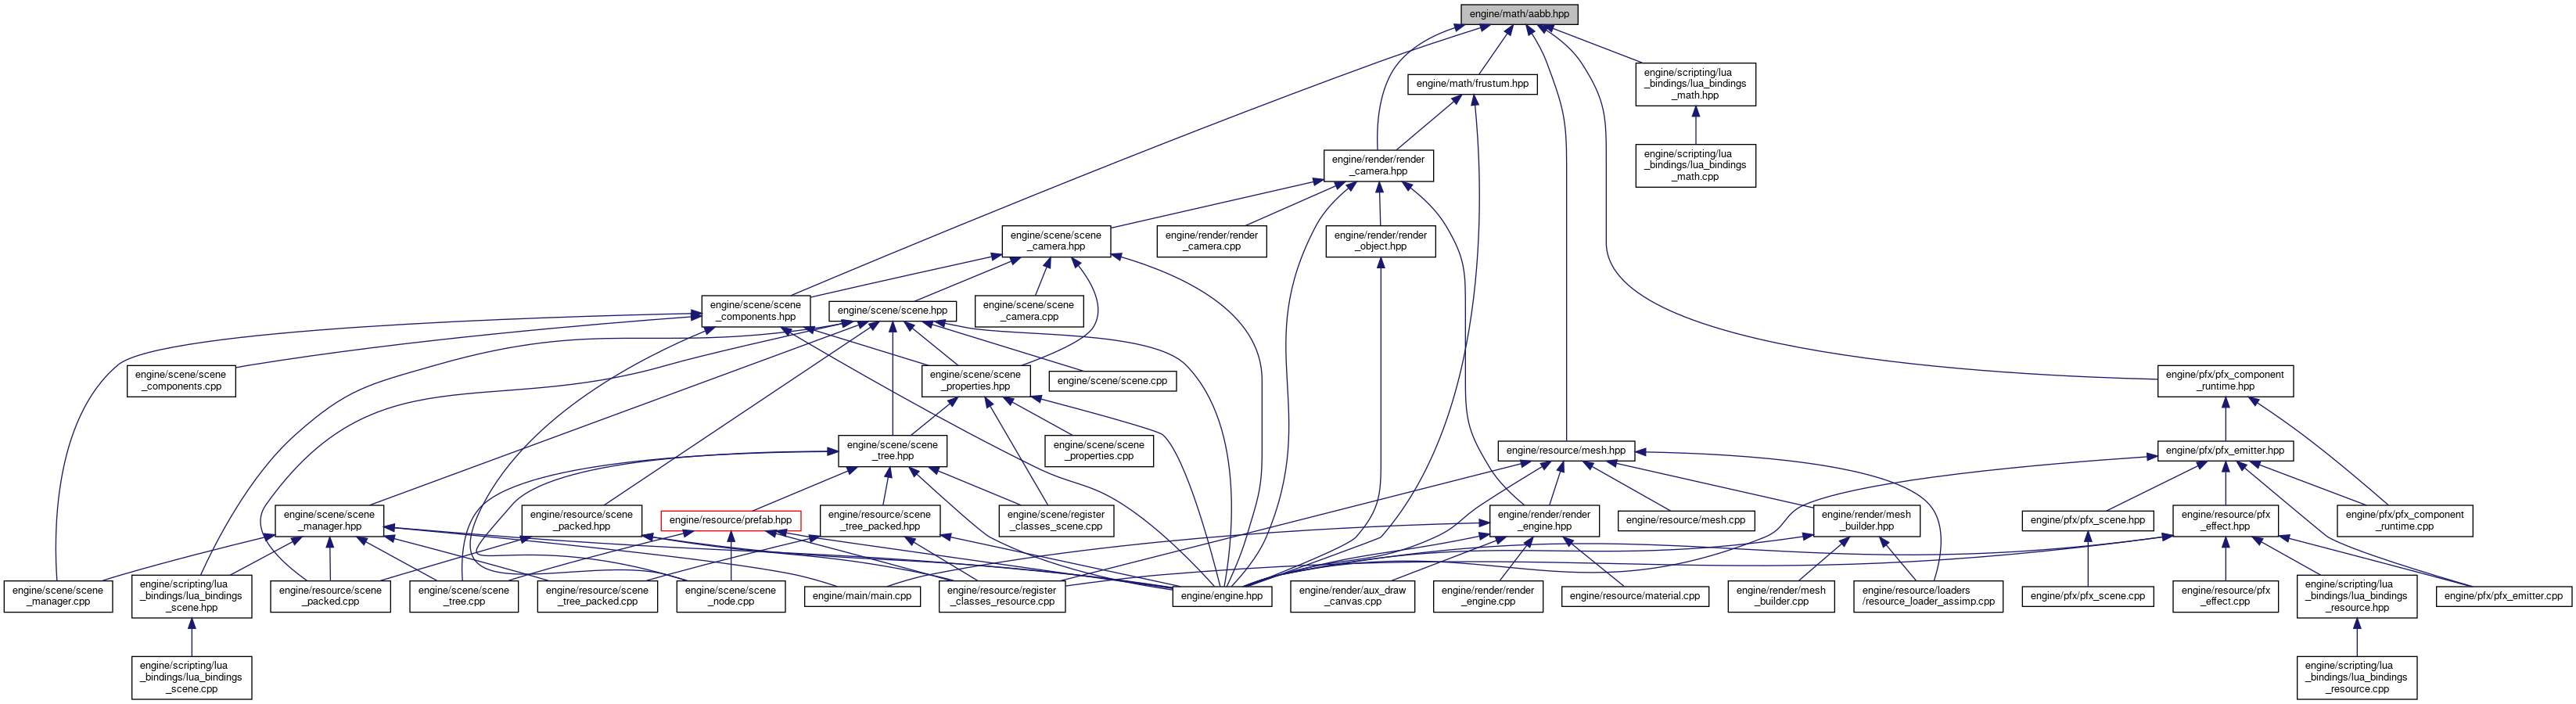 engine/math/aabb.hpp
engine/math/frustum.hpp
engine/scripting/lua
_bindings/lua_bindings
_math.hpp
engine/render/render
_camera.hpp
engine/scripting/lua
_bindings/lua_bindings
_math.cpp
engine/scene/scene
_camera.hpp
engine/render/render
_camera.cpp
engine/render/render
_object.hpp
engine/scene/scene
_components.hpp
engine/scene/scene.hpp
engine/scene/scene
_camera.cpp
engine/scene/scene
_components.cpp
engine/scene/scene
_properties.hpp
engine/scene/scene.cpp
engine/pfx/pfx_component
_runtime.hpp
engine/scene/scene
_tree.hpp
engine/scene/scene
_properties.cpp
engine/resource/mesh.hpp
engine/pfx/pfx_emitter.hpp
engine/scene/scene
_manager.hpp
engine/resource/scene
_packed.hpp
engine/resource/prefab.hpp
engine/resource/scene
_tree_packed.hpp
engine/scene/register
_classes_scene.cpp
engine/render/render
_engine.hpp
engine/resource/mesh.cpp
engine/render/mesh
_builder.hpp
engine/pfx/pfx_scene.hpp
engine/resource/pfx
_effect.hpp
engine/pfx/pfx_component
_runtime.cpp
engine/scene/scene
_manager.cpp
engine/scripting/lua
_bindings/lua_bindings
_scene.hpp
engine/resource/scene
_packed.cpp
engine/scene/scene
_tree.cpp
engine/resource/scene
_tree_packed.cpp
engine/scene/scene
_node.cpp
engine/main/main.cpp
engine/resource/register
_classes_resource.cpp
engine/engine.hpp
engine/render/aux_draw
_canvas.cpp
engine/render/render
_engine.cpp
engine/resource/material.cpp
engine/render/mesh
_builder.cpp
engine/resource/loaders
/resource_loader_assimp.cpp
engine/pfx/pfx_scene.cpp
engine/resource/pfx
_effect.cpp
engine/scripting/lua
_bindings/lua_bindings
_resource.hpp
engine/pfx/pfx_emitter.cpp
engine/scripting/lua
_bindings/lua_bindings
_scene.cpp
engine/scripting/lua
_bindings/lua_bindings
_resource.cpp